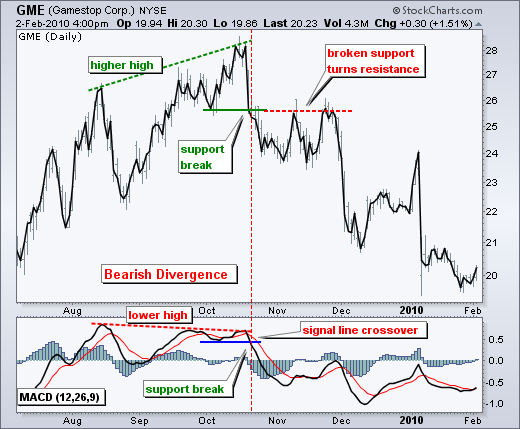 GME (Gamestop Corp.) NYSE
© StockCharts.com
2-Feb-2010 4:00pm Op 19.94 Hi 20.30 Lo 19.86 Last 20.23 Vol 4.3M Chg +0.30 (+1.51%)
GME (Daily)
higher high
broken support
turns resistance
support
break
Bearish Divergence
28
27
26
25
24
23
22
21
20
Aug Sep Oct Nov Dec 2010 Feb
lower high
signal line crossover
support break
MACD (12,26,9)
0.5
0.0
-0.5
-1.0
Aug Sep Oct Nov Dec 2010 Feb